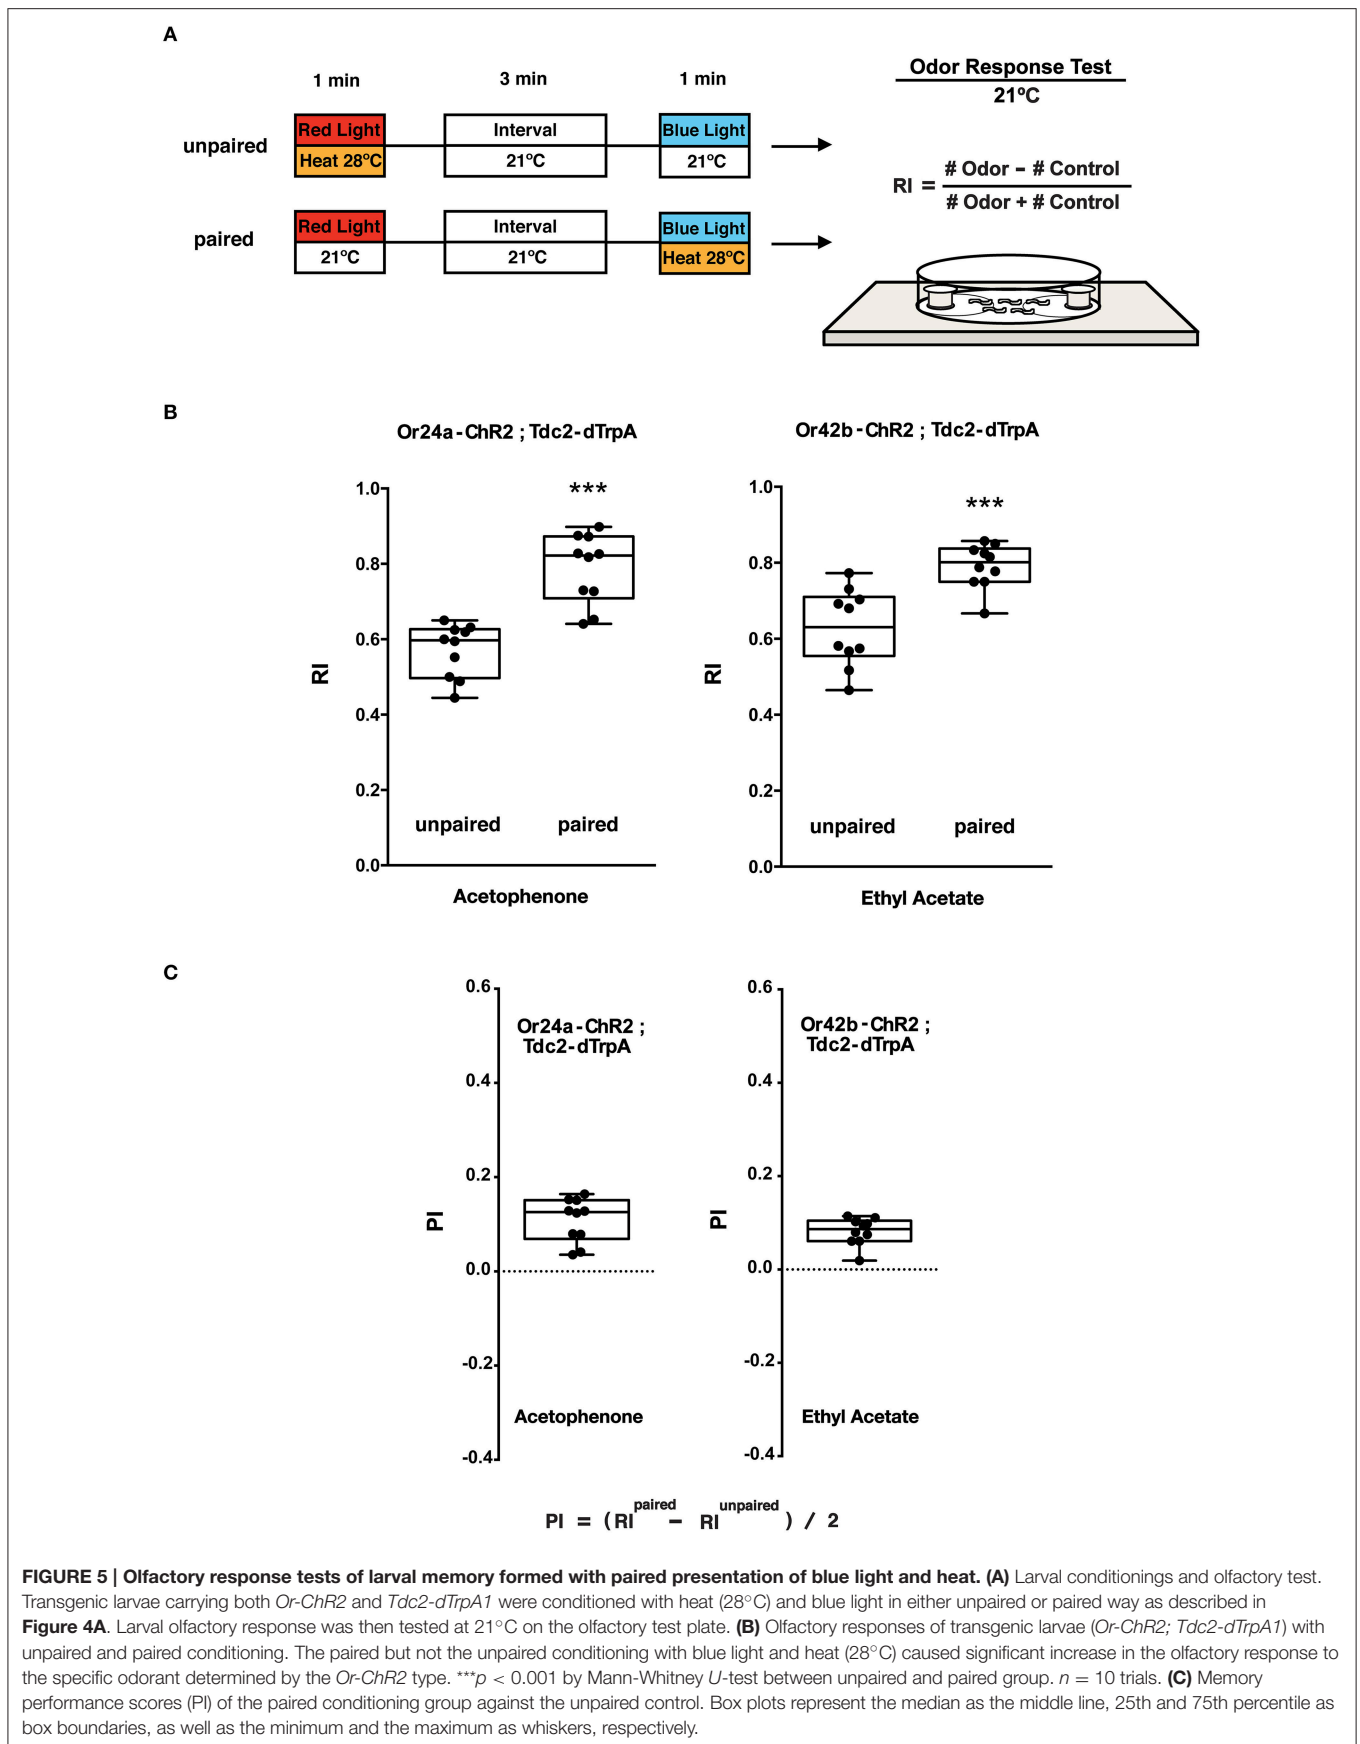 A
1 min
3 min
1 min
Odor Response Test
21ºC
unpaired
Red Light
Interval
Blue Light
Heat 28ºC
21ºC
21ºC
RI = # Odor – # Control
# Odor + # Control
paired
Red Light
Interval
Blue Light
21ºC
21ºC
Heat 28ºC
B
Or24a-ChR2 ; Tdc2-dTrpA
1.0
0.8
0.6
0.4
0.2
0.0
RI
***
unpaired
paired
Acetophenone
Or42b-ChR2 ; Tdc2-dTrpA
1.0
0.8
0.6
0.4
0.2
0.0
RI
***
unpaired
paired
Ethyl Acetate
C
0.6
0.4
0.2
0.0
-0.2
-0.4
PI
Or24a-ChR2 ;
Tdc2-dTrpA
Acetophenone
0.6
0.4
0.2
0.0
-0.2
-0.4
PI
Or42b-ChR2 ;
Tdc2-dTrpA
Ethyl Acetate
PI = (RI paired – RI unpaired ) / 2
FIGURE 5 | Olfactory response tests of larval memory formed with paired presentation of blue light and heat. (A) Larval conditionings and olfactory test.
Transgenic larvae carrying both Or-ChR2 and Tdc2-dTrpA1 were conditioned with heat (28°C) and blue light in either unpaired or paired way as described in
Figure 4A. Larval olfactory response was then tested at 21°C on the olfactory test plate. (B) Olfactory responses of transgenic larvae (Or-ChR2; Tdc2-dTrpA1) with
unpaired and paired conditioning. The paired but not the unpaired conditioning with blue light and heat (28°C) caused significant increase in the olfactory response to
the specific odorant determined by the Or-ChR2 type. ***p < 0.001 by Mann-Whitney U-test between unpaired and paired group. n = 10 trials. (C) Memory
performance scores (PI) of the paired conditioning group against the unpaired control. Box plots represent the median as the middle line, 25th and 75th percentile as
box boundaries, as well as the minimum and the maximum as whiskers, respectively.